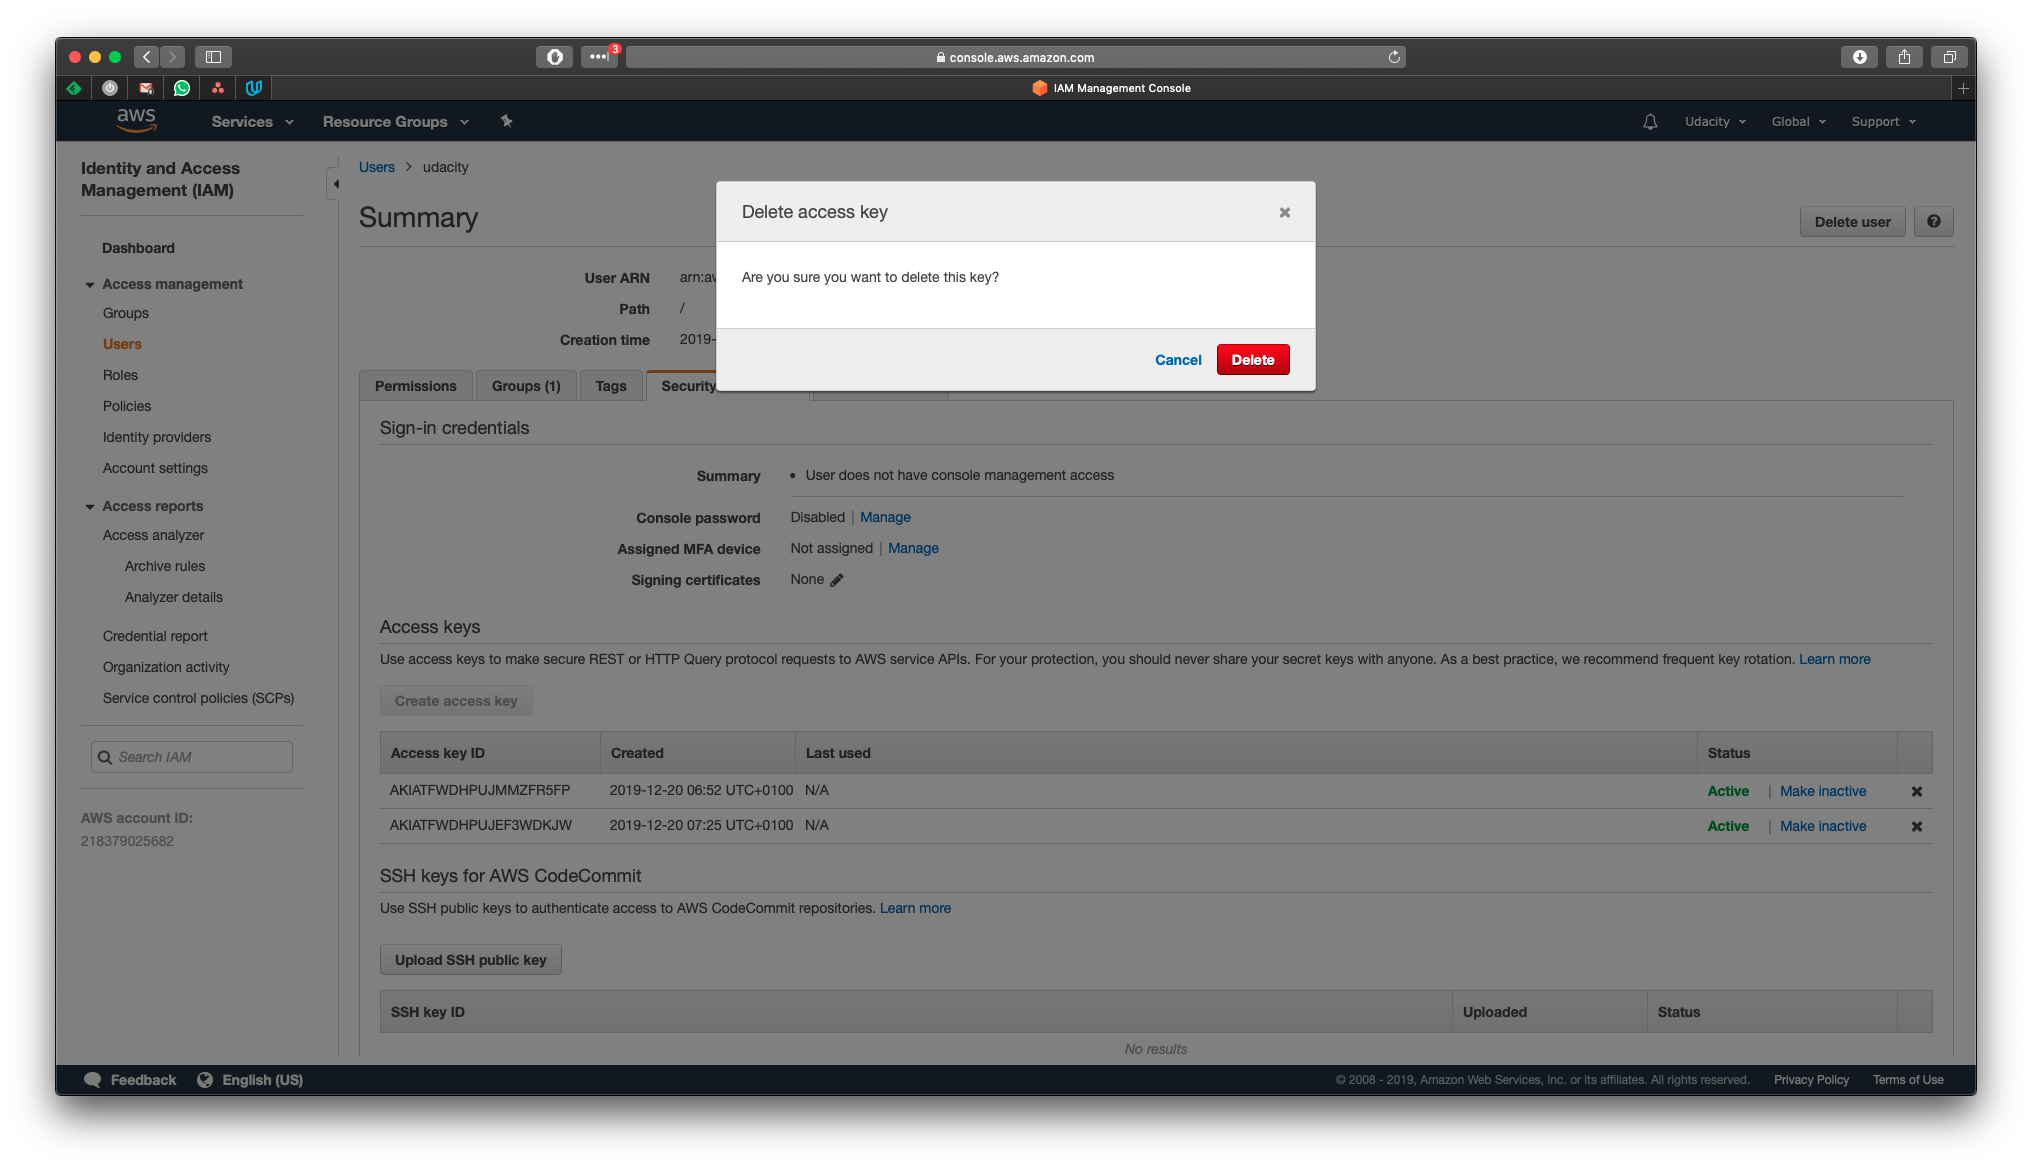 3
console.aws.amazon.com
IAM Management Console
aws
Services
Resource Groups
Udacity
Global
Support
Identity and Access
Management (IAM)
Dashboard
Access management
Groups
Users
Roles
Policies
Identity providers
Account settings
Access reports
Access analyzer
Archive rules
Analyzer details
Credential report
Organization activity
Service control policies (SCPs)
Search IAM
AWS account ID:
218379025682
Users > udacity
Summary
Delete user
User ARN arn:aw
Path /
Creation time 2019-
Delete access key
Are you sure you want to delete this key?
Cancel Delete
Permissions Groups (1) Tags Security
Sign-in credentials
Summary • User does not have console management access
Console password Disabled | Manage
Assigned MFA device Not assigned | Manage
Signing certificates None
Access keys
Use access keys to make secure REST or HTTP Query protocol requests to AWS service APIs. For your protection, you should never share your secret keys with anyone. As a best practice, we recommend frequent key rotation. Learn more
Create access key
Access key ID Created Last used Status
AKIATFWDHPUJMMZFR5FP 2019-12-20 06:52 UTC+0100 N/A Active | Make inactive
AKIATFWDHPUJEF3WDKJW 2019-12-20 07:25 UTC+0100 N/A Active | Make inactive
SSH keys for AWS CodeCommit
Use SSH public keys to authenticate access to AWS CodeCommit repositories. Learn more
Upload SSH public key
SSH key ID Uploaded Status
No results
Feedback
English (US)
© 2008 - 2019, Amazon Web Services, Inc. or its affiliates. All rights reserved. Privacy Policy Terms of Use